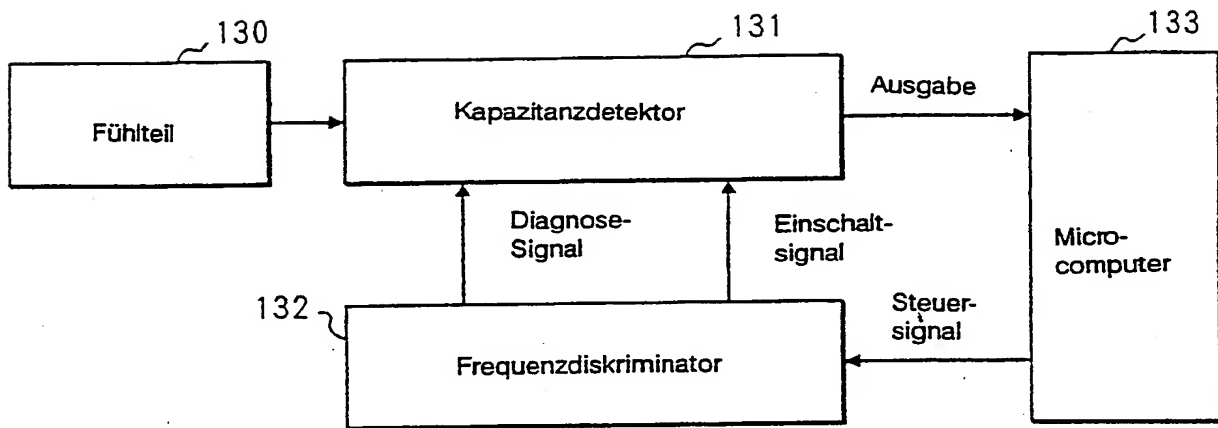 130
131
133
Fühlteil
Kapazitanzdetektor
Ausgabe
Diagnose-
Signal
Einschalt-
signal
Micro-
computer
132
Frequenzdiskriminator
Steuer-
signal